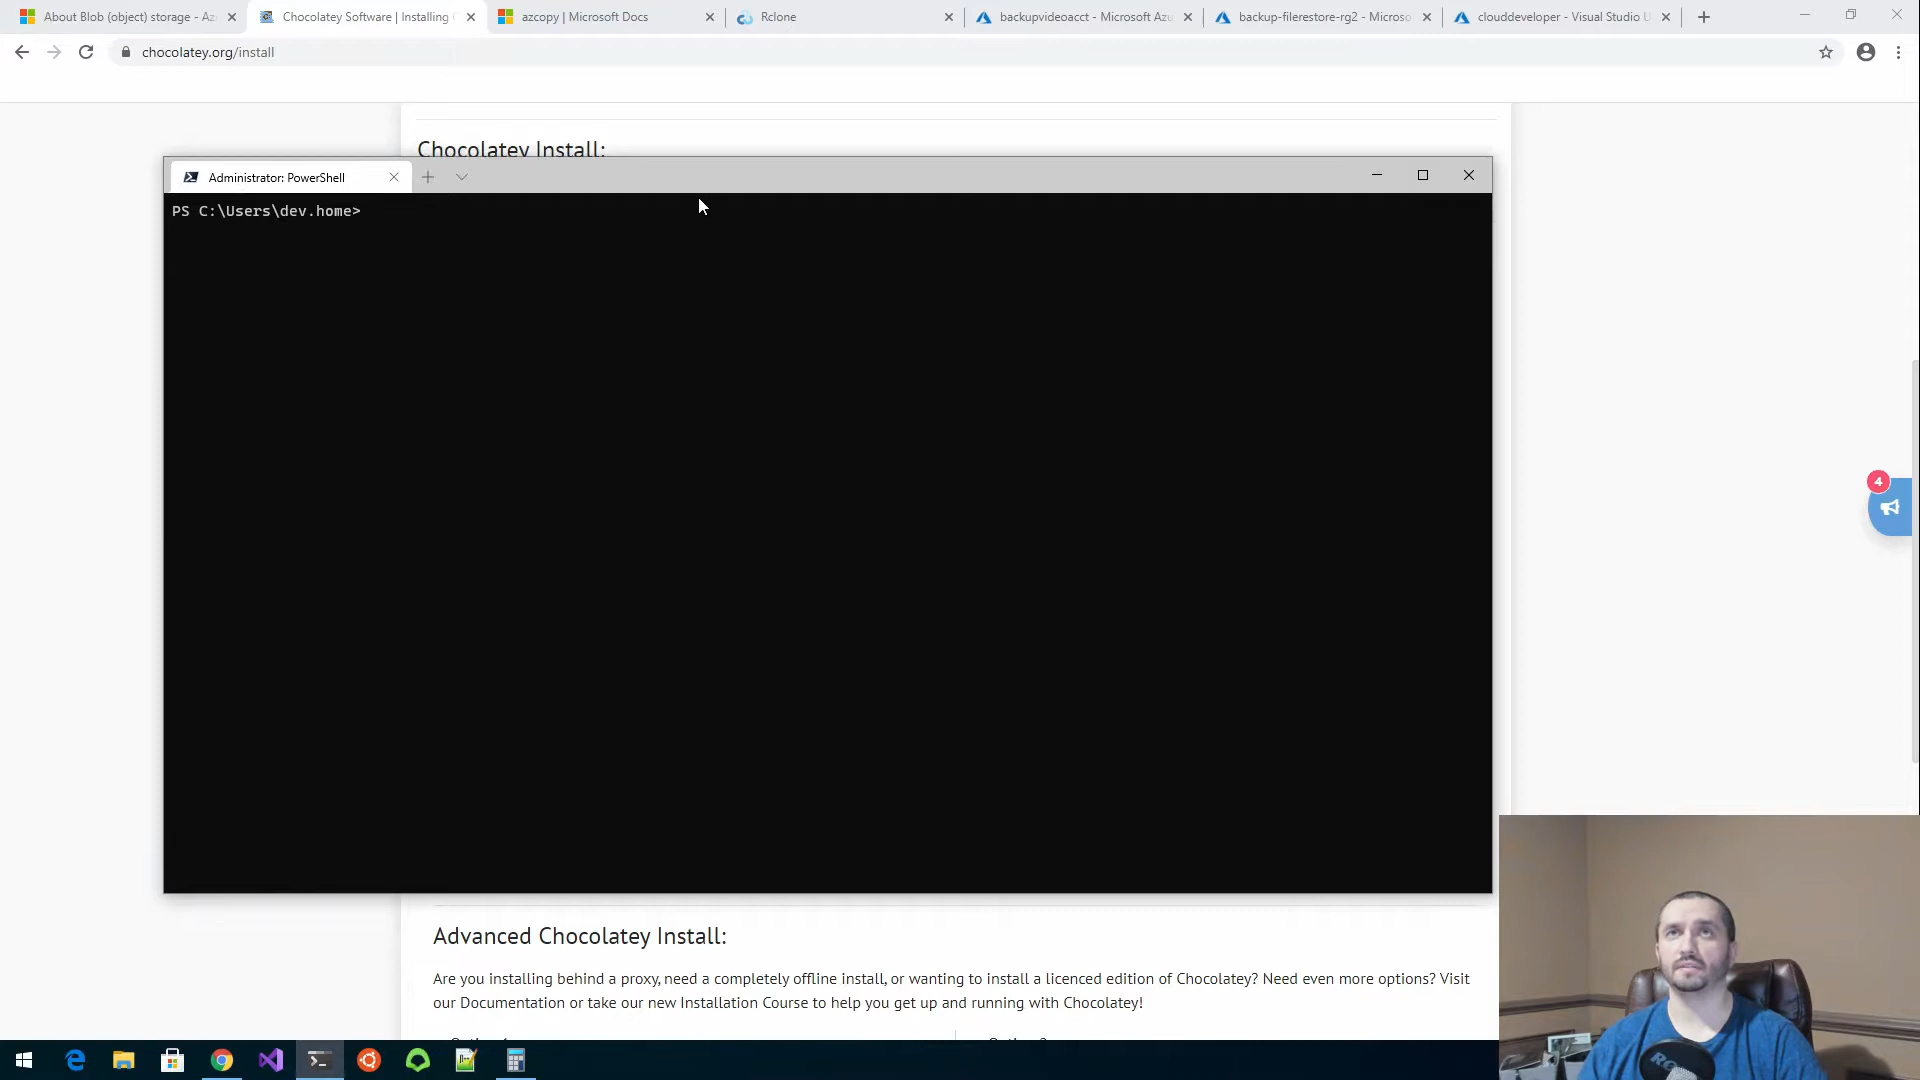 About Blob (object) storage - Az
Chocolatey Software | Installing
azcopy | Microsoft Docs
Rclone
backupvideoacct - Microsoft Azu
backup-filerestore-rg2 - Microso
clouddeveloper - Visual Studio U
chocolatey.org/install
Chocolatey Install:
Administrator: PowerShell
PS C:\Users\dev.home>
4
Advanced Chocolatey Install:
Are you installing behind a proxy, need a completely offline install, or wanting to install a licenced edition of Chocolatey? Need even more options? Visit
our Documentation or take our new Installation Course to help you get up and running with Chocolatey!